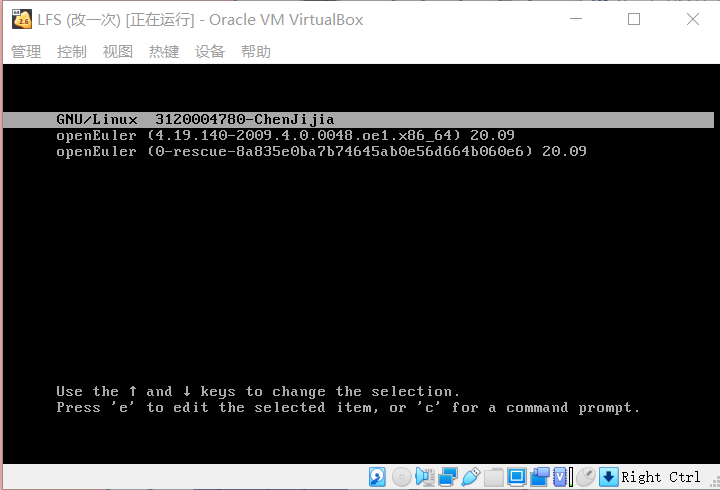 LFS (改一次) [正在运行] - Oracle VM VirtualBox
管理 控制 视图 热键 设备 帮助
GNU/Linux  3120004780-ChenJijia
openEuler (4.19.140-2009.4.0.0048.oe1.x86_64) 20.09
openEuler (0-rescue-8a835e0ba7b74645ab0e56d664b060e6) 20.09
Use the ↑ and ↓ keys to change the selection.
Press 'e' to edit the selected item, or 'c' for a command prompt.
Right Ctrl